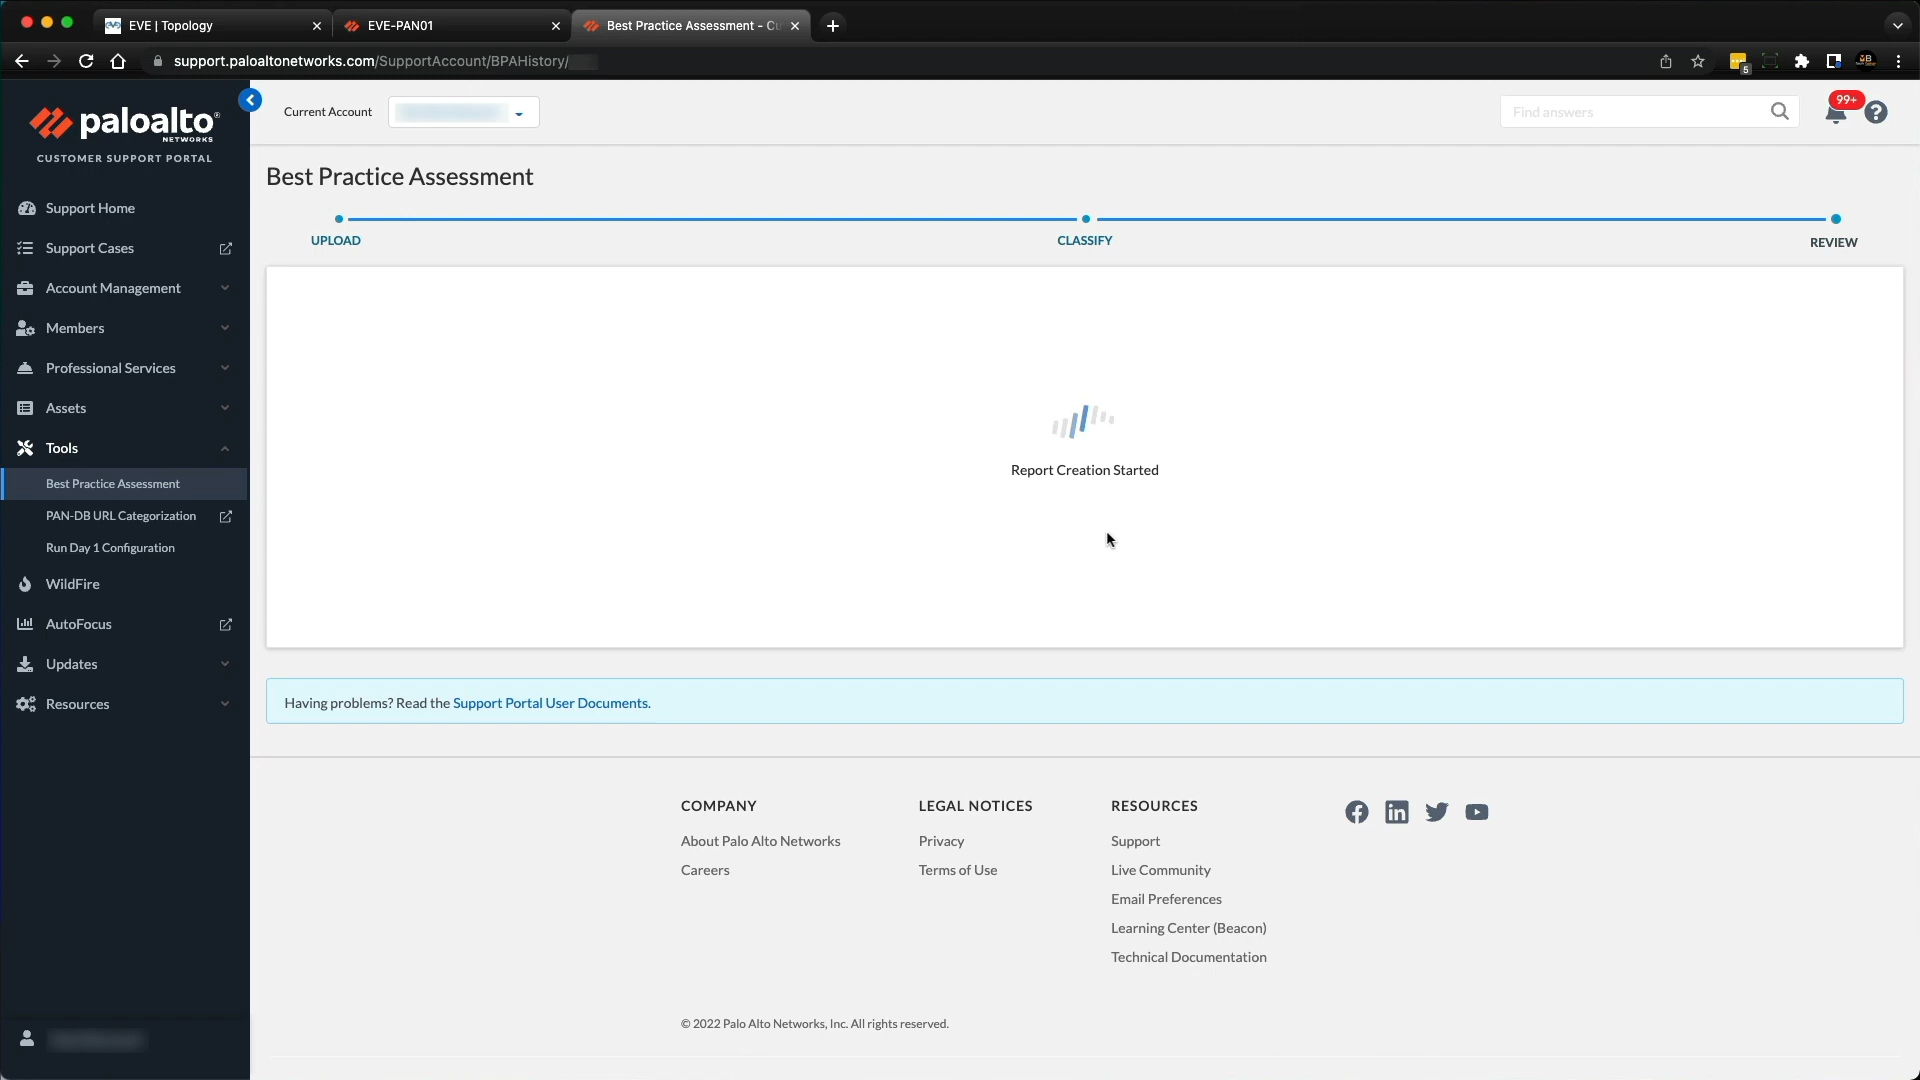 EVE | Topology
EVE-PAN01
Best Practice Assessment - Cu
support.paloaltonetworks.com/SupportAccount/BPAHistory/
5
paloalto®
NETWORKS
CUSTOMER SUPPORT PORTAL
Current Account
Find answers
99+
Support Home
Support Cases
Account Management
Members
Professional Services
Assets
Tools
Best Practice Assessment
PAN-DB URL Categorization
Run Day 1 Configuration
WildFire
AutoFocus
Updates
Resources
Best Practice Assessment
UPLOAD
CLASSIFY
REVIEW
Report Creation Started
Having problems? Read the Support Portal User Documents.
COMPANY
About Palo Alto Networks
Careers
LEGAL NOTICES
Privacy
Terms of Use
RESOURCES
Support
Live Community
Email Preferences
Learning Center (Beacon)
Technical Documentation
© 2022 Palo Alto Networks, Inc. All rights reserved.